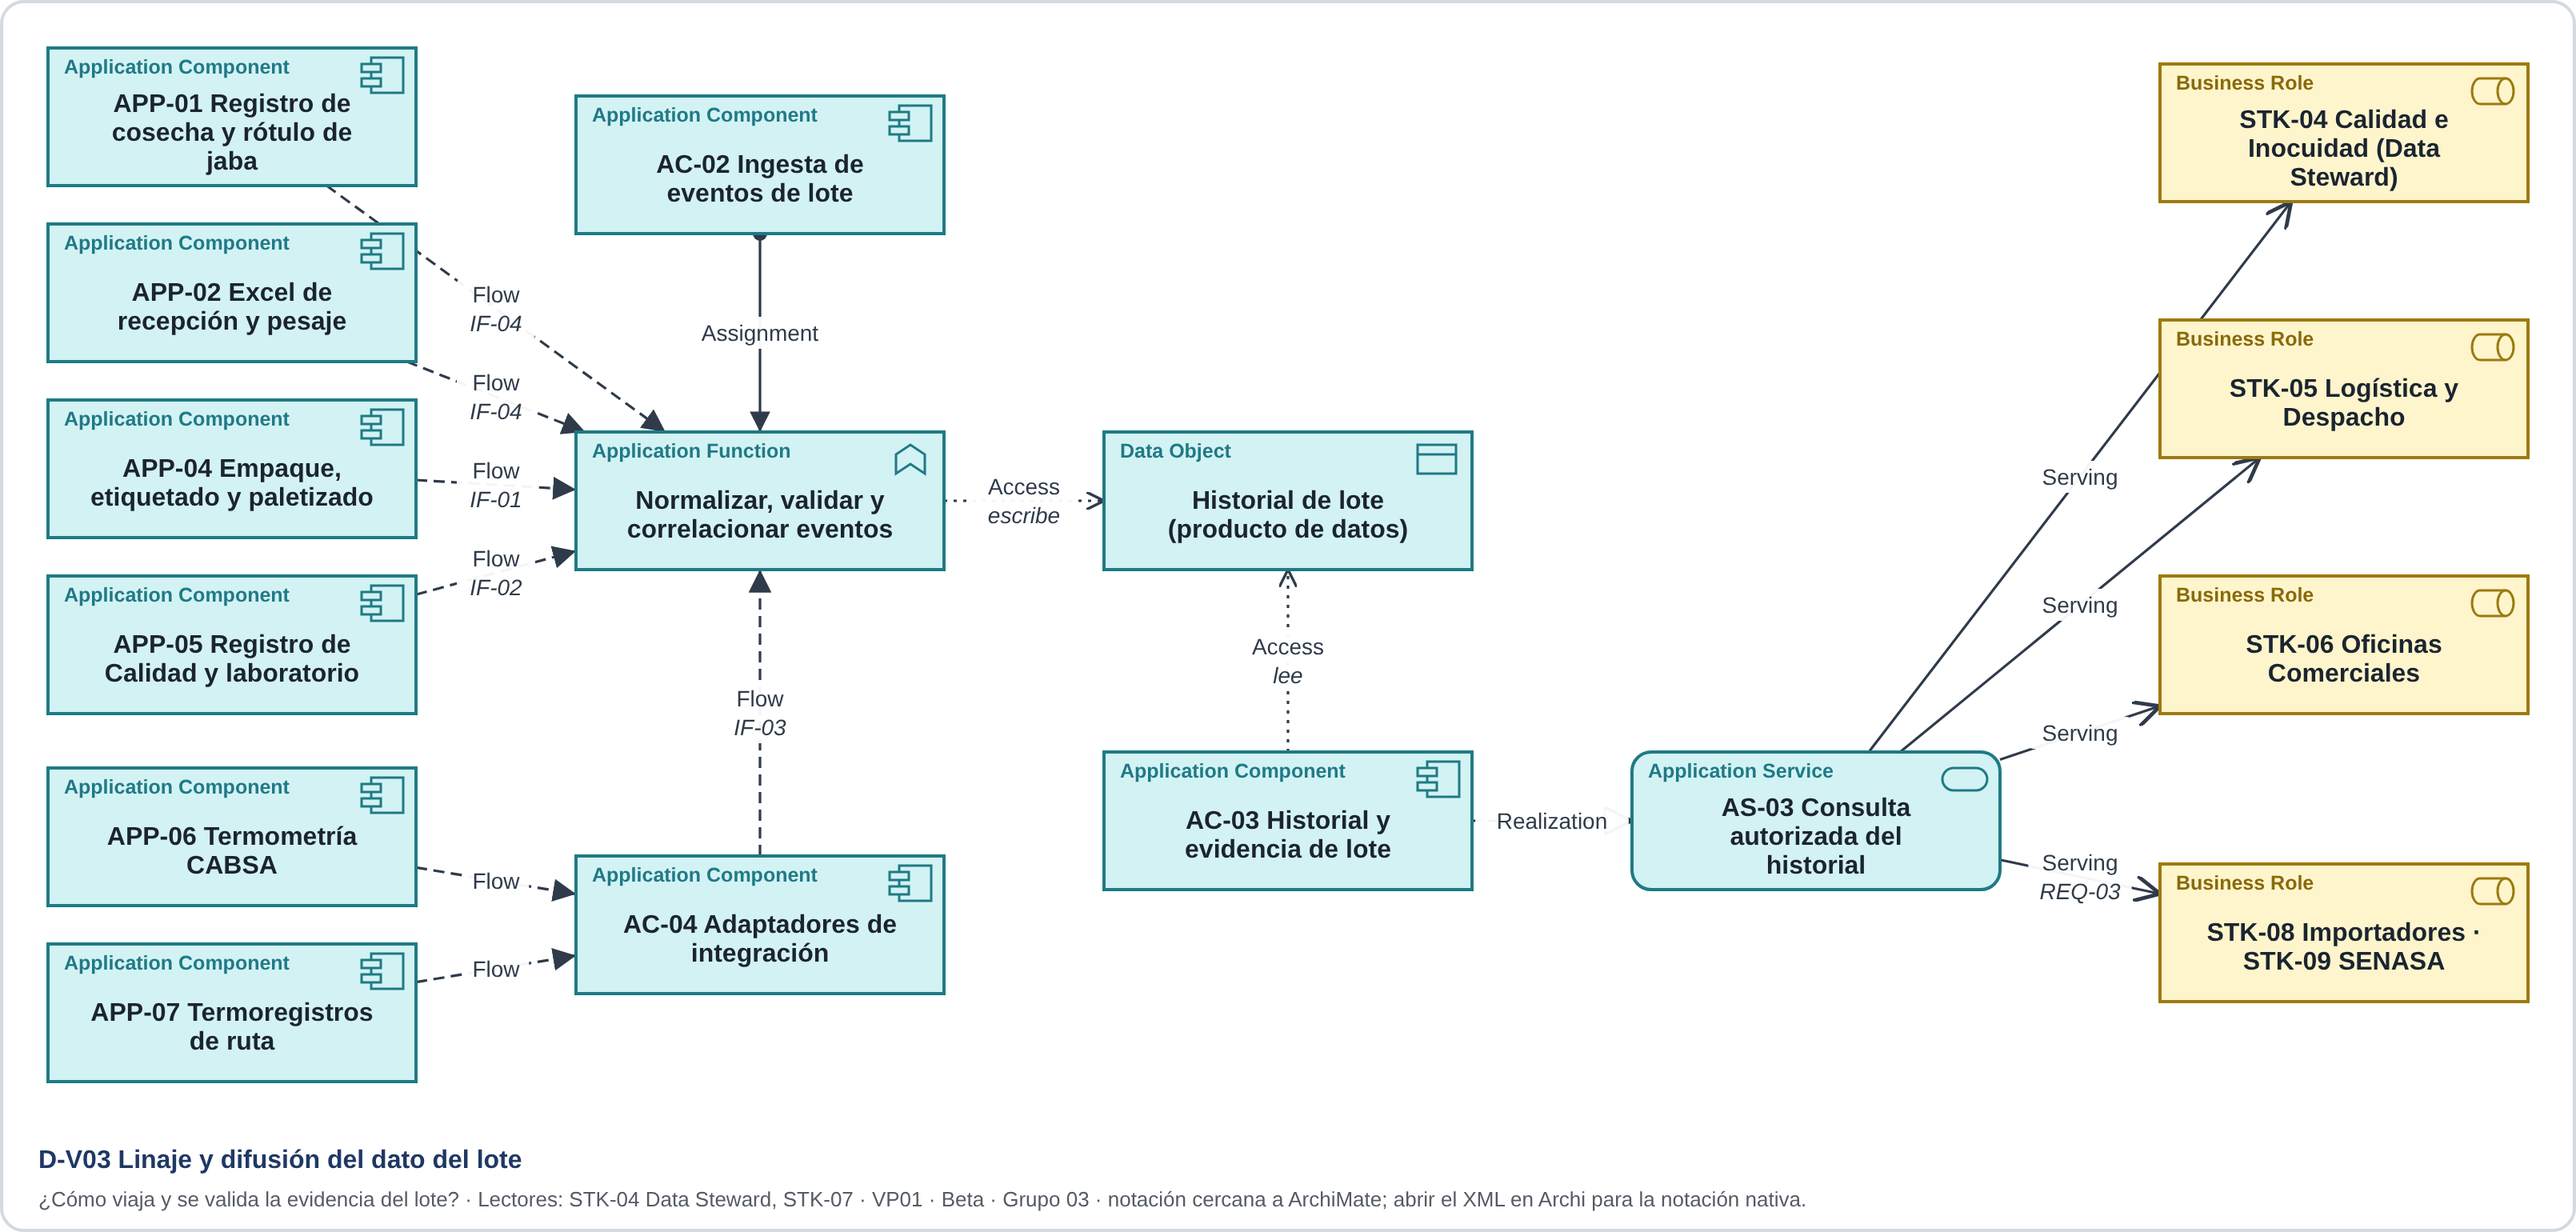 Application Component
APP-01 Registro de
cosecha y rótulo de
jaba
Application Component
APP-02 Excel de
recepción y pesaje
Application Component
APP-04 Empaque,
etiquetado y paletizado
Application Component
APP-05 Registro de
Calidad y laboratorio
Application Component
APP-06 Termometría
CABSA
Application Component
APP-07 Termoregistros
de ruta
Flow
IF-04
Flow
IF-04
Flow
IF-01
Flow
IF-02
Flow
Flow
Application Component
AC-02 Ingesta de
eventos de lote
Assignment
Application Function
Normalizar, validar y
correlacionar eventos
Flow
IF-03
Application Component
AC-04 Adaptadores de
integración
Access
escribe
Data Object
Historial de lote
(producto de datos)
Access
lee
Application Component
AC-03 Historial y
evidencia de lote
Realization
Application Service
AS-03 Consulta
autorizada del
historial
Serving
Serving
Serving
Serving
REQ-03
Business Role
STK-04 Calidad e
Inocuidad (Data
Steward)
Business Role
STK-05 Logística y
Despacho
Business Role
STK-06 Oficinas
Comerciales
Business Role
STK-08 Importadores ·
STK-09 SENASA
D-V03 Linaje y difusión del dato del lote
¿Cómo viaja y se valida la evidencia del lote? · Lectores: STK-04 Data Steward, STK-07 · VP01 · Beta · Grupo 03 · notación cercana a ArchiMate; abrir el XML en Archi para la notación nativa.